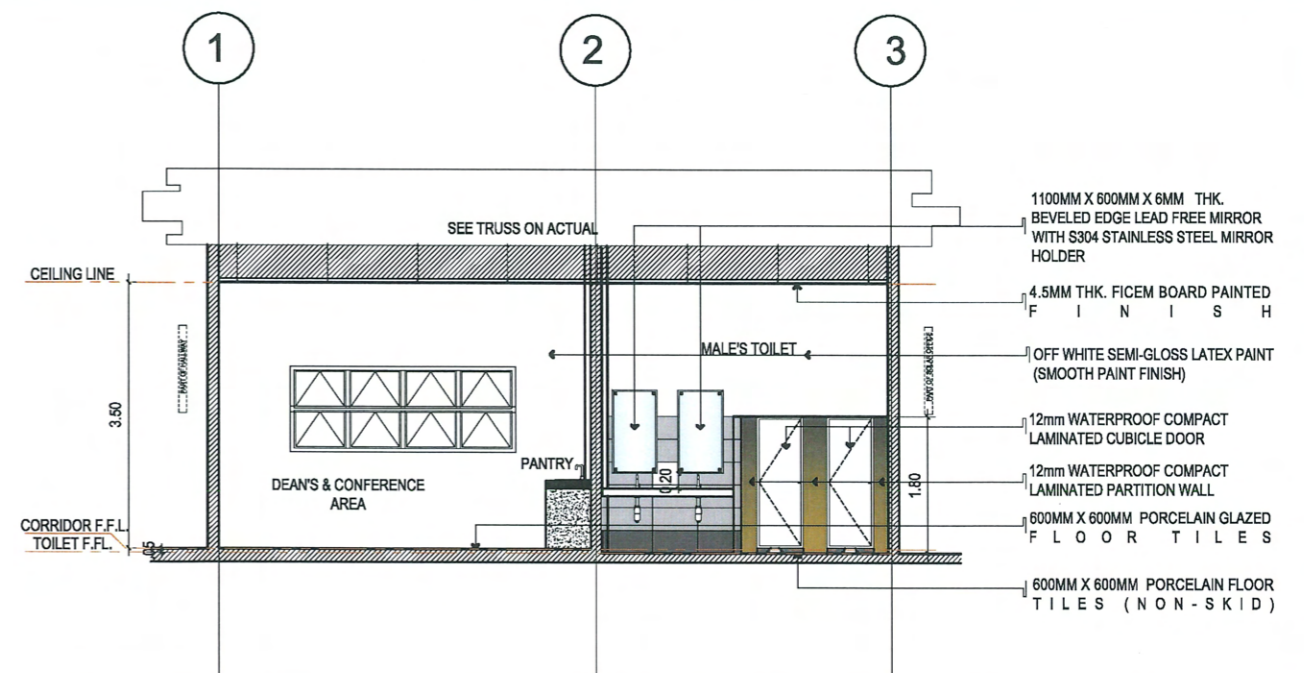 1
2
3
SEE TRUSS ON ACTUAL
CEILING LINE
3.50
MALE'S TOILET
DEAN'S & CONFERENCE
AREA
PANTRY
0.20
1.80
CORRIDOR F.F.L.
TOILET F.FL.
1100MM X 600MM X 6MM THK.
BEVELED EDGE LEAD FREE MIRROR
WITH S304 STAINLESS STEEL MIRROR
HOLDER
4.5MM THK. FICEM BOARD PAINTED
F I N I S H
OFF WHITE SEMI-GLOSS LATEX PAINT
(SMOOTH PAINT FINISH)
12mm WATERPROOF COMPACT
LAMINATED CUBICLE DOOR
12mm WATERPROOF COMPACT
LAMINATED PARTITION WALL
600MM X 600MM PORCELAIN GLAZED
F L O O R T I L E S
600MM X 600MM PORCELAIN FLOOR
T I L E S ( N O N - S K I D )